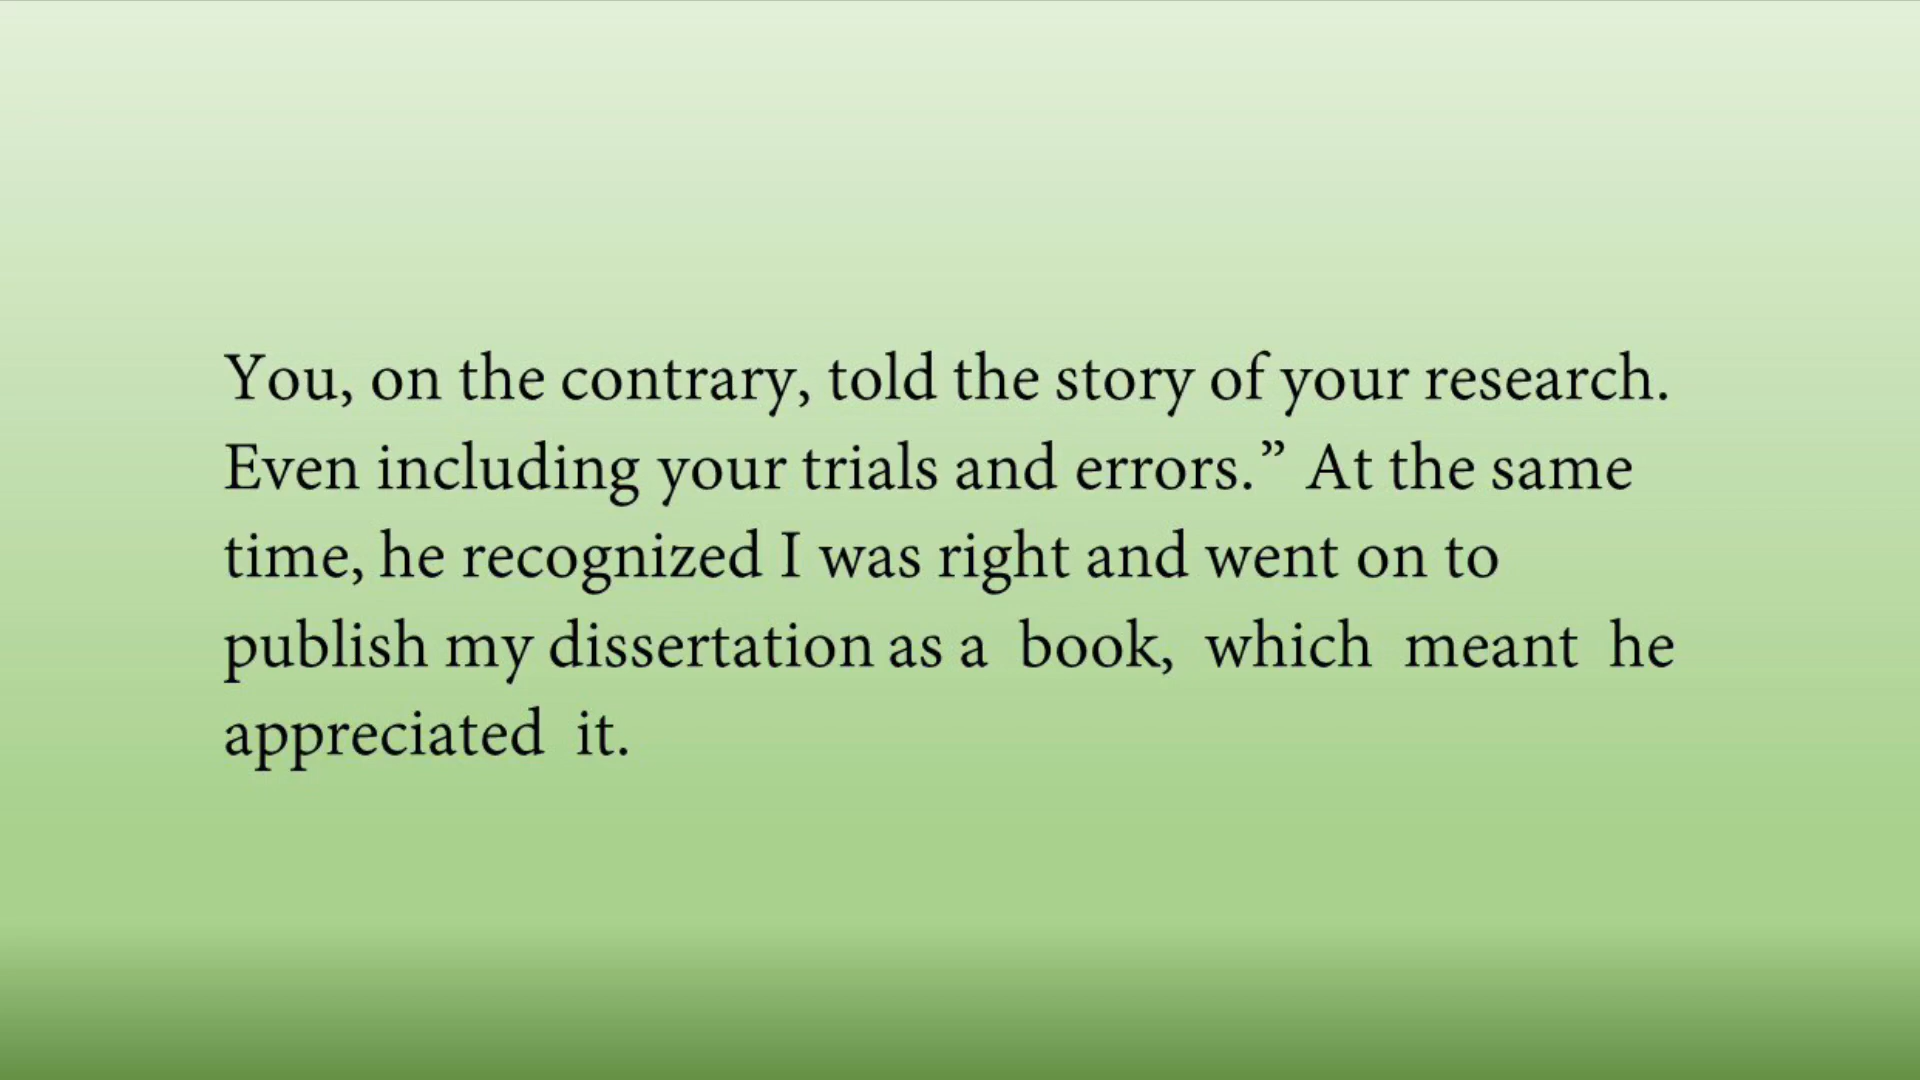 You, on the contrary, told the story of your research.
Even including your trials and errors.” At the same
time, he recognized I was right and went on to
publish my dissertation as a book, which meant he
appreciated it.